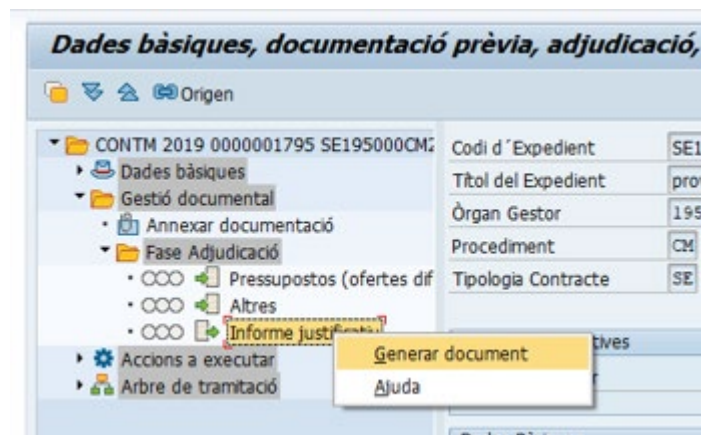 Dades bàsiques, documentació prèvia, adjudicació,
Origen
CONTM 2019 0000001795 SE195000CM2
Dades bàsiques
Gestió documental
Annexar documentació
Fase Adjudicació
Pressupostos (ofertes dif
Altres
Informe justificatiu
Accions a executar
Arbre de tramitació
Codi d´Expedient SE1
Títol del Expedient prov
Òrgan Gestor 195
Procediment CM
Tipologia Contracte SE
tives
Generar document
Ajuda